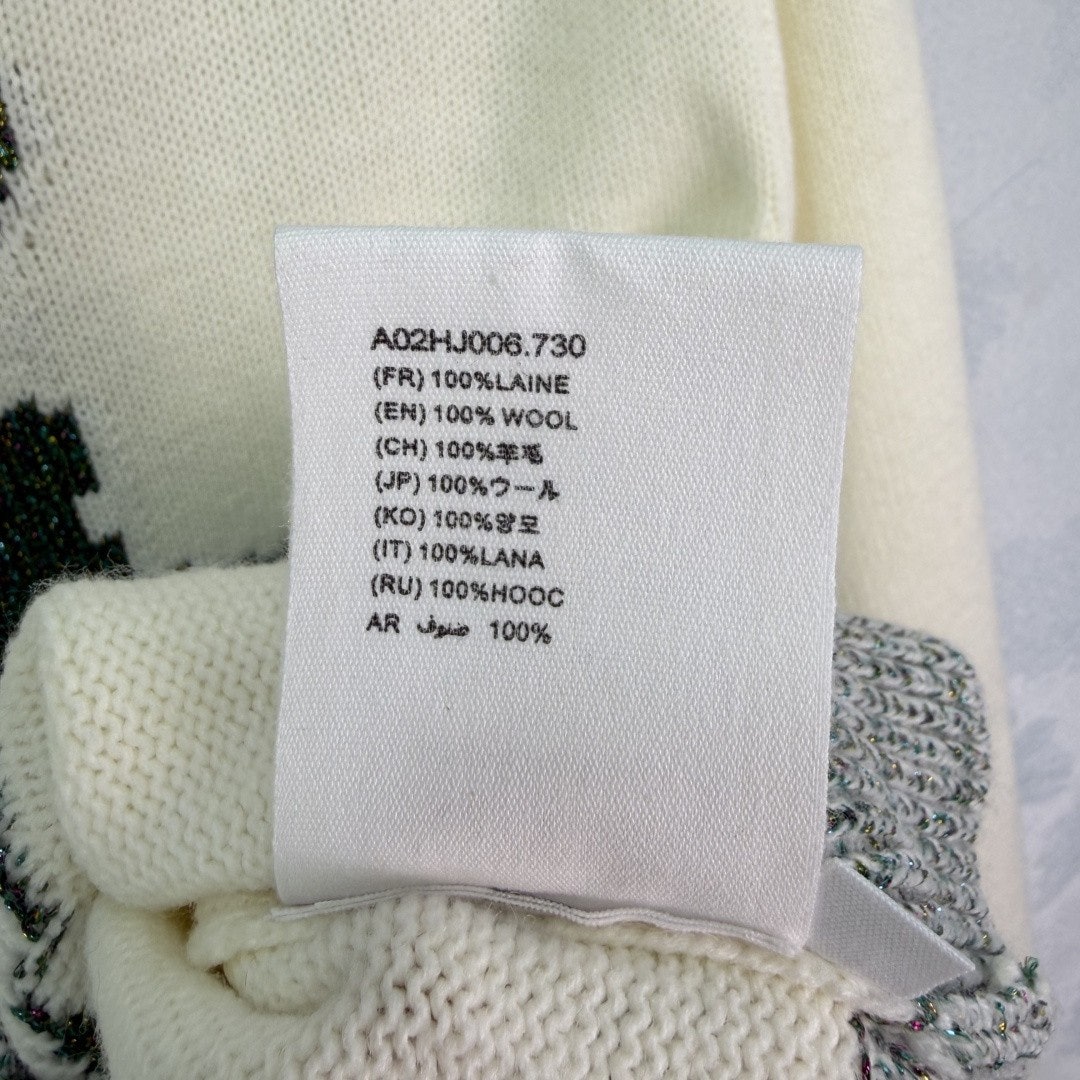 A02HJ006.730
(FR) 100%LAINE
(EN) 100% WOOL
(CH) 100%羊毛
(JP) 100%ウール
(KO) 100%양모
(IT) 100%LANA
(RU) 100%HOOC
AR ضوف 100%